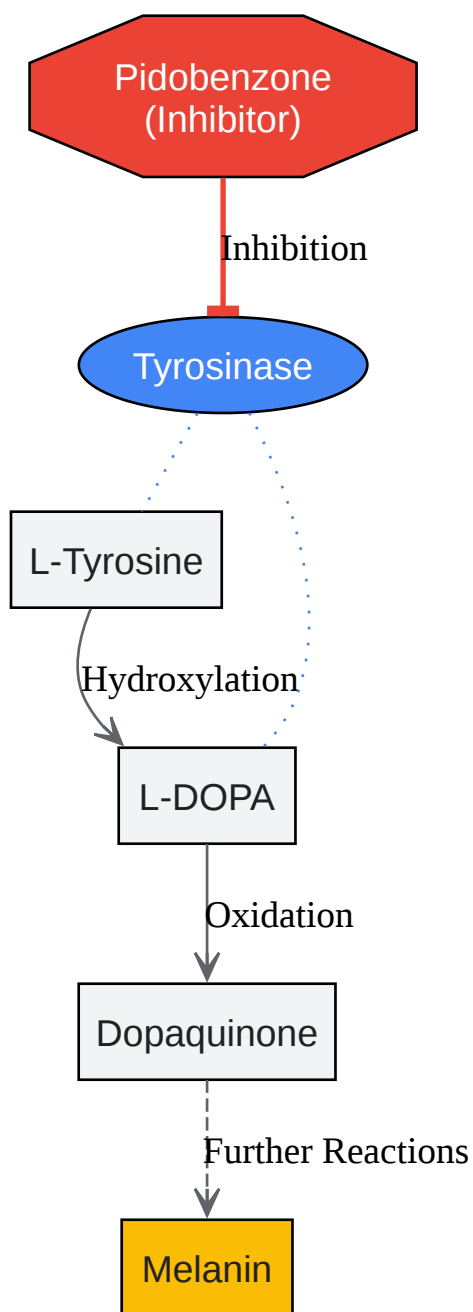 Pidobenzone
(Inhibitor)
Inhibition
Tyrosinase
L-Tyrosine
Hydroxylation
L-DOPA
Oxidation
Dopaquinone
Further Reactions
Melanin